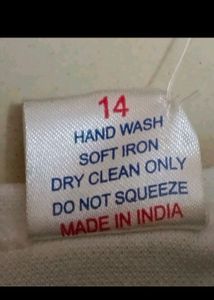 14
HAND WASH
SOFT IRON
DRY CLEAN ONLY
DO NOT SQUEEZE
MADE IN INDIA